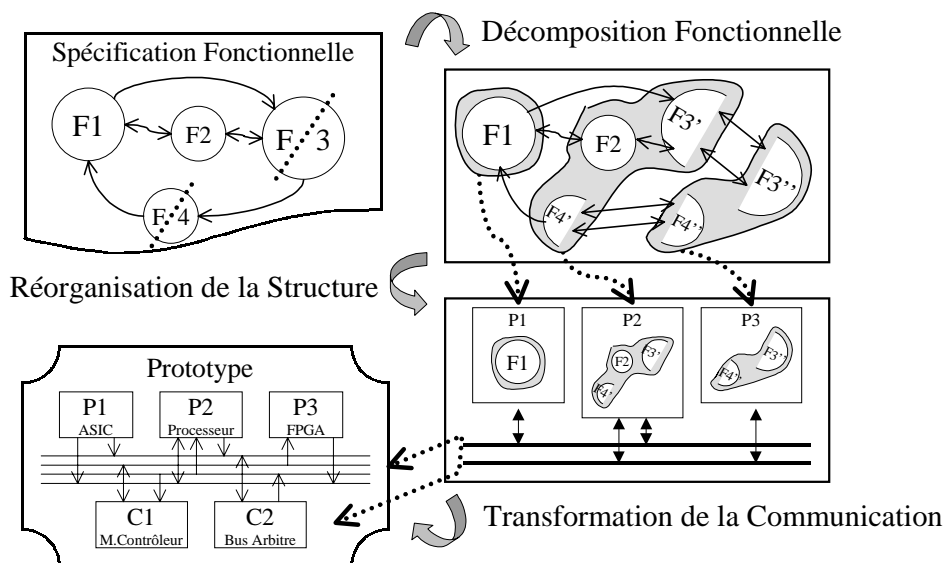 Spécification Fonctionnelle
F1
F2
F 3
F 4
Décomposition Fonctionnelle
F1
F2
F3'
F3''
F4'
F4''
Réorganisation de la Structure
P1
F1
P2
F2
F3'
F4'
P3
F3''
F4''
Prototype
P1
ASIC
P2
Processeur
P3
FPGA
C1
M.Contrôleur
C2
Bus Arbitre
Transformation de la Communication